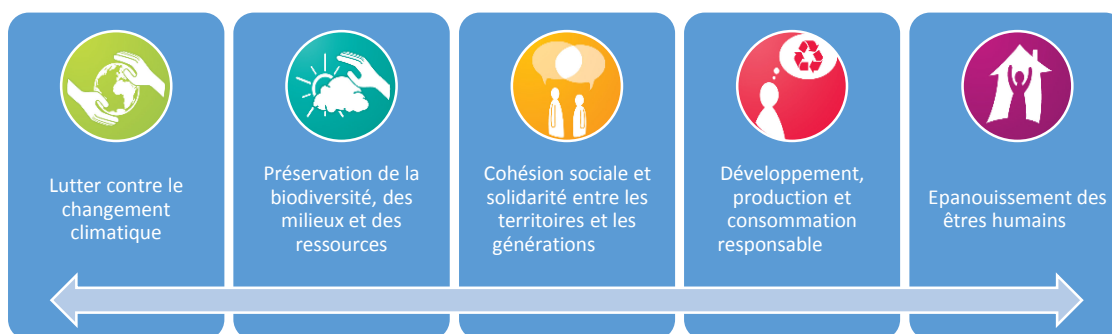 Lutter contre le
changement
climatique
Préservation de la
biodiversité, des
milieux et des
ressources
Cohésion sociale et
solidarité entre les
territoires et les
générations
Développement,
production et
consommation
responsable
Epanouissement des
êtres humains